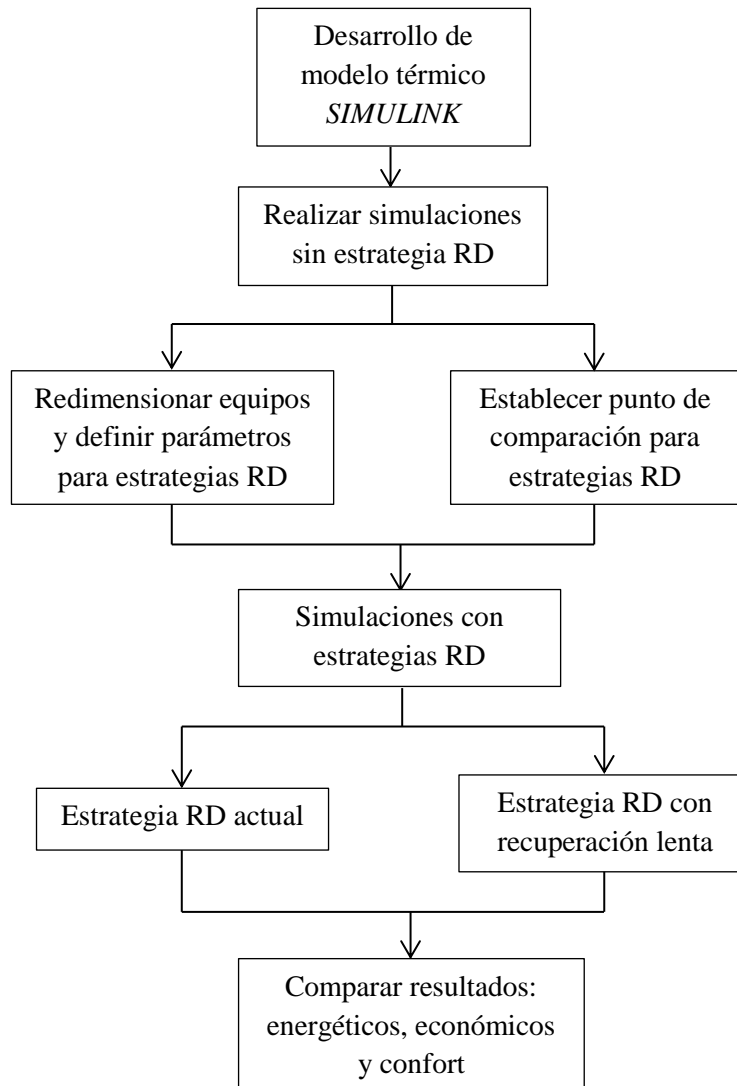 Desarrollo de
modelo térmico
SIMULINK
Realizar simulaciones
sin estrategia RD
Redimensionar equipos
y definir parámetros
para estrategias RD
Establecer punto de
comparación para
estrategias RD
Simulaciones con
estrategias RD
Estrategia RD actual
Estrategia RD con
recuperación lenta
Comparar resultados:
energéticos, económicos
y confort